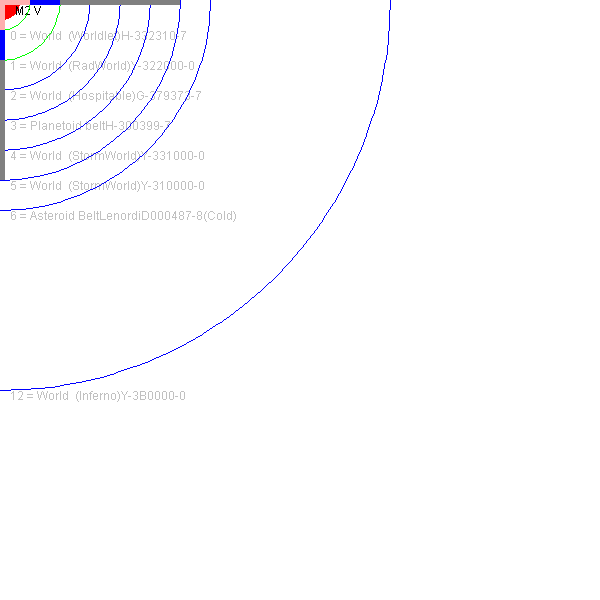 M2 V
0 = World (Worldlet)H-332310-7
1 = World (RadWorld)Y-322000-0
2 = World (Hospitable)G-379373-7
3 = Planetoid beltH-300399-7
4 = World (StormWorld)Y-331000-0
5 = World (StormWorld)Y-310000-0
6 = Asteroid BeltLenordiD000487-8(Cold)
12 = World (Inferno)Y-3B0000-0